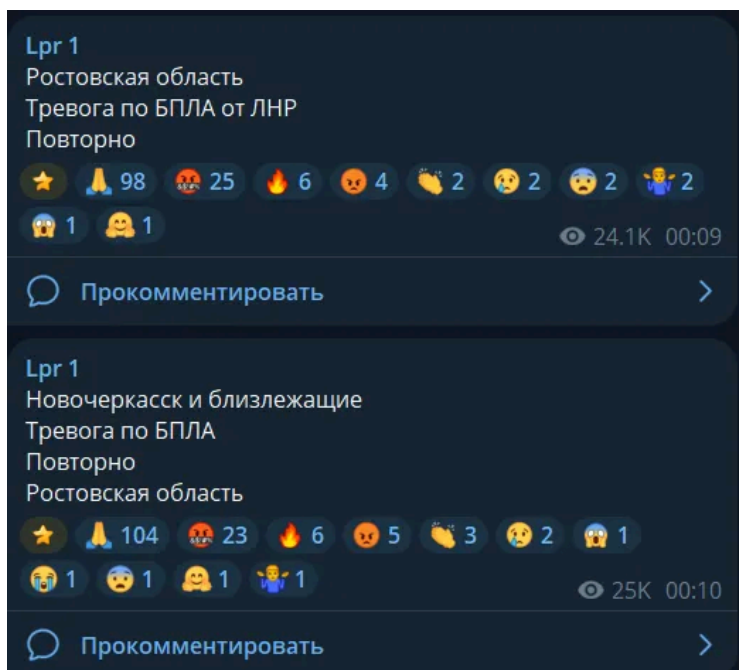 Lpr 1
Ростовская область
Тревога по БПЛА от ЛНР
Повторно
98 25 6 4 2 2 2 2
1 1
24.1K 00:09
Прокомментировать
Lpr 1
Новочеркасск и близлежащие
Тревога по БПЛА
Повторно
Ростовская область
104 23 6 5 3 2 1
1 1 1 1
25K 00:10
Прокомментировать